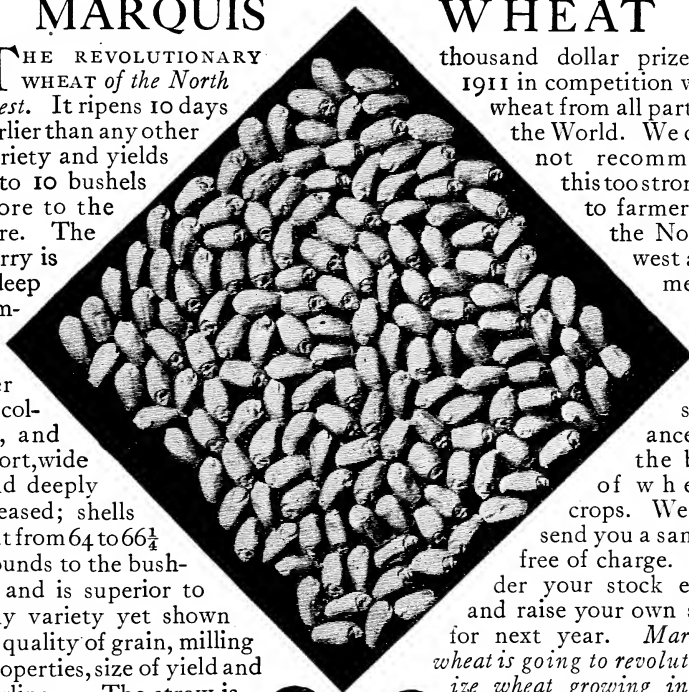 MARQUIS WHEAT
THE REVOLUTIONARY
WHEAT of the North
est. It ripens 10 days
rlier than any other
riety and yields
to 10 bushels
ore to the
re. The
rry is
deep
m-
er
col-
, and
ort, wide
nd deeply
eased; shells
t from 64 to 66¼
ounds to the bush-
and is superior to
y variety yet shown
quality of grain, milling
operties, size of yield and
The straw is
thousand dollar prize
1911 in competition w
wheat from all part
the World. We c
not recomm
this too stron
to farmer
the No
west a
me
s
ance
the b
of whe
crops. We
send you a sam
free of charge.
der your stock e
and raise your own s
for next year. Mar
wheat is going to revolut
ize wheat growing in